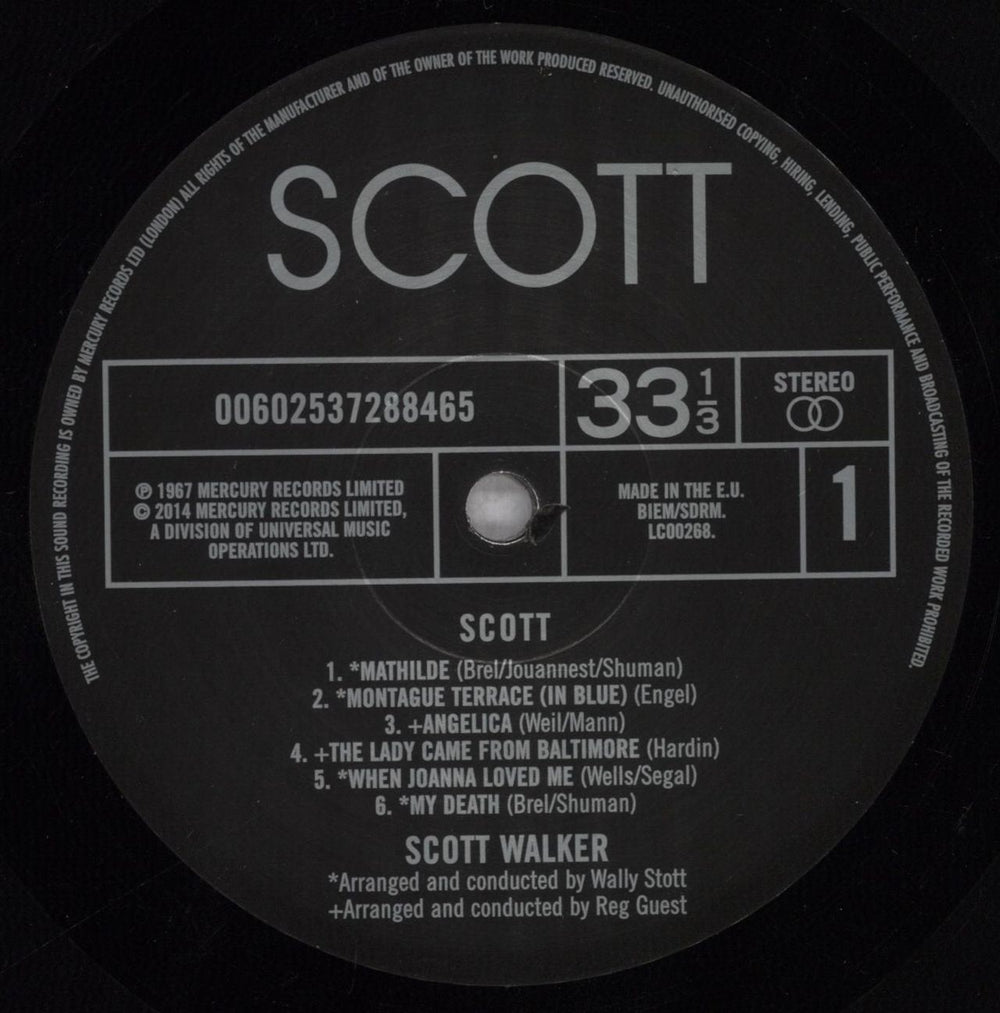 THE COPYRIGHT IN THIS SOUND RECORDING IS OWNED BY MERCURY RECORDS LTD (LONDON) ALL RIGHTS OF THE MANUFACTURER AND OF THE OWNER OF THE WORK PRODUCED RESERVED. UNAUTHORISED COPYING, HIRING, LENDING, PUBLIC PERFORMANCE AND BROADCASTING OF THE RECORDED WORK PROHIBITED.
SCOTT
00602537288465
33 1/3
STEREO
℗ 1967 MERCURY RECORDS LIMITED
© 2014 MERCURY RECORDS LIMITED,
A DIVISION OF UNIVERSAL MUSIC
OPERATIONS LTD.
MADE IN THE E.U.
BIEM/SDRM.
LC00268.
1
SCOTT
1. *MATHILDE (Brel/Jouannest/Shuman)
2. *MONTAGUE TERRACE (IN BLUE) (Engel)
3. +ANGELICA (Weil/Mann)
4. +THE LADY CAME FROM BALTIMORE (Hardin)
5. *WHEN JOANNA LOVED ME (Wells/Segal)
6. *MY DEATH (Brel/Shuman)
SCOTT WALKER
*Arranged and conducted by Wally Stott
+Arranged and conducted by Reg Guest